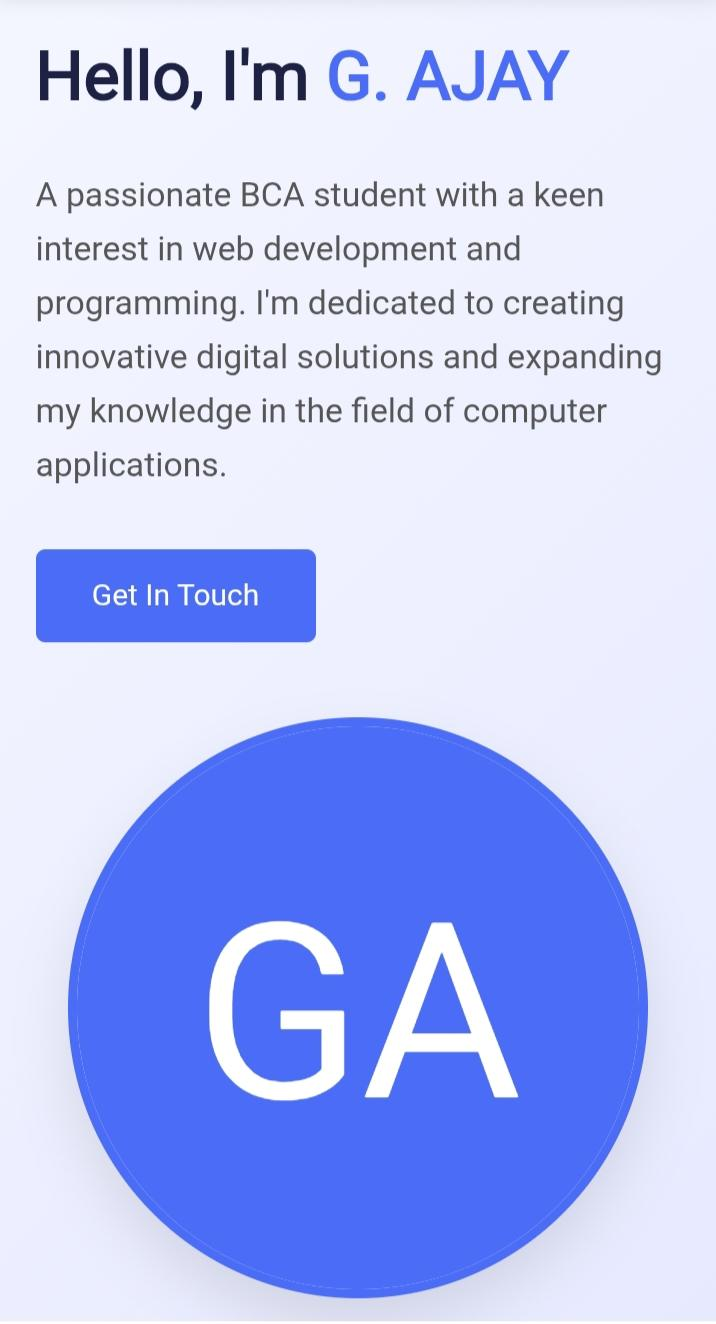 Hello, I'm G. AJAY
A passionate BCA student with a keen
interest in web development and
programming. I'm dedicated to creating
innovative digital solutions and expanding
my knowledge in the field of computer
applications.
Get In Touch
GA